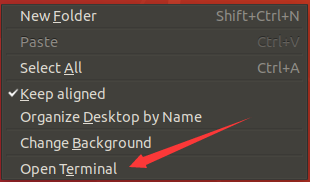 New Folder Shift+Ctrl+N
Paste Ctrl+V
Select All Ctrl+A
Keep aligned
Organize Desktop by Name
Change Background
Open Terminal